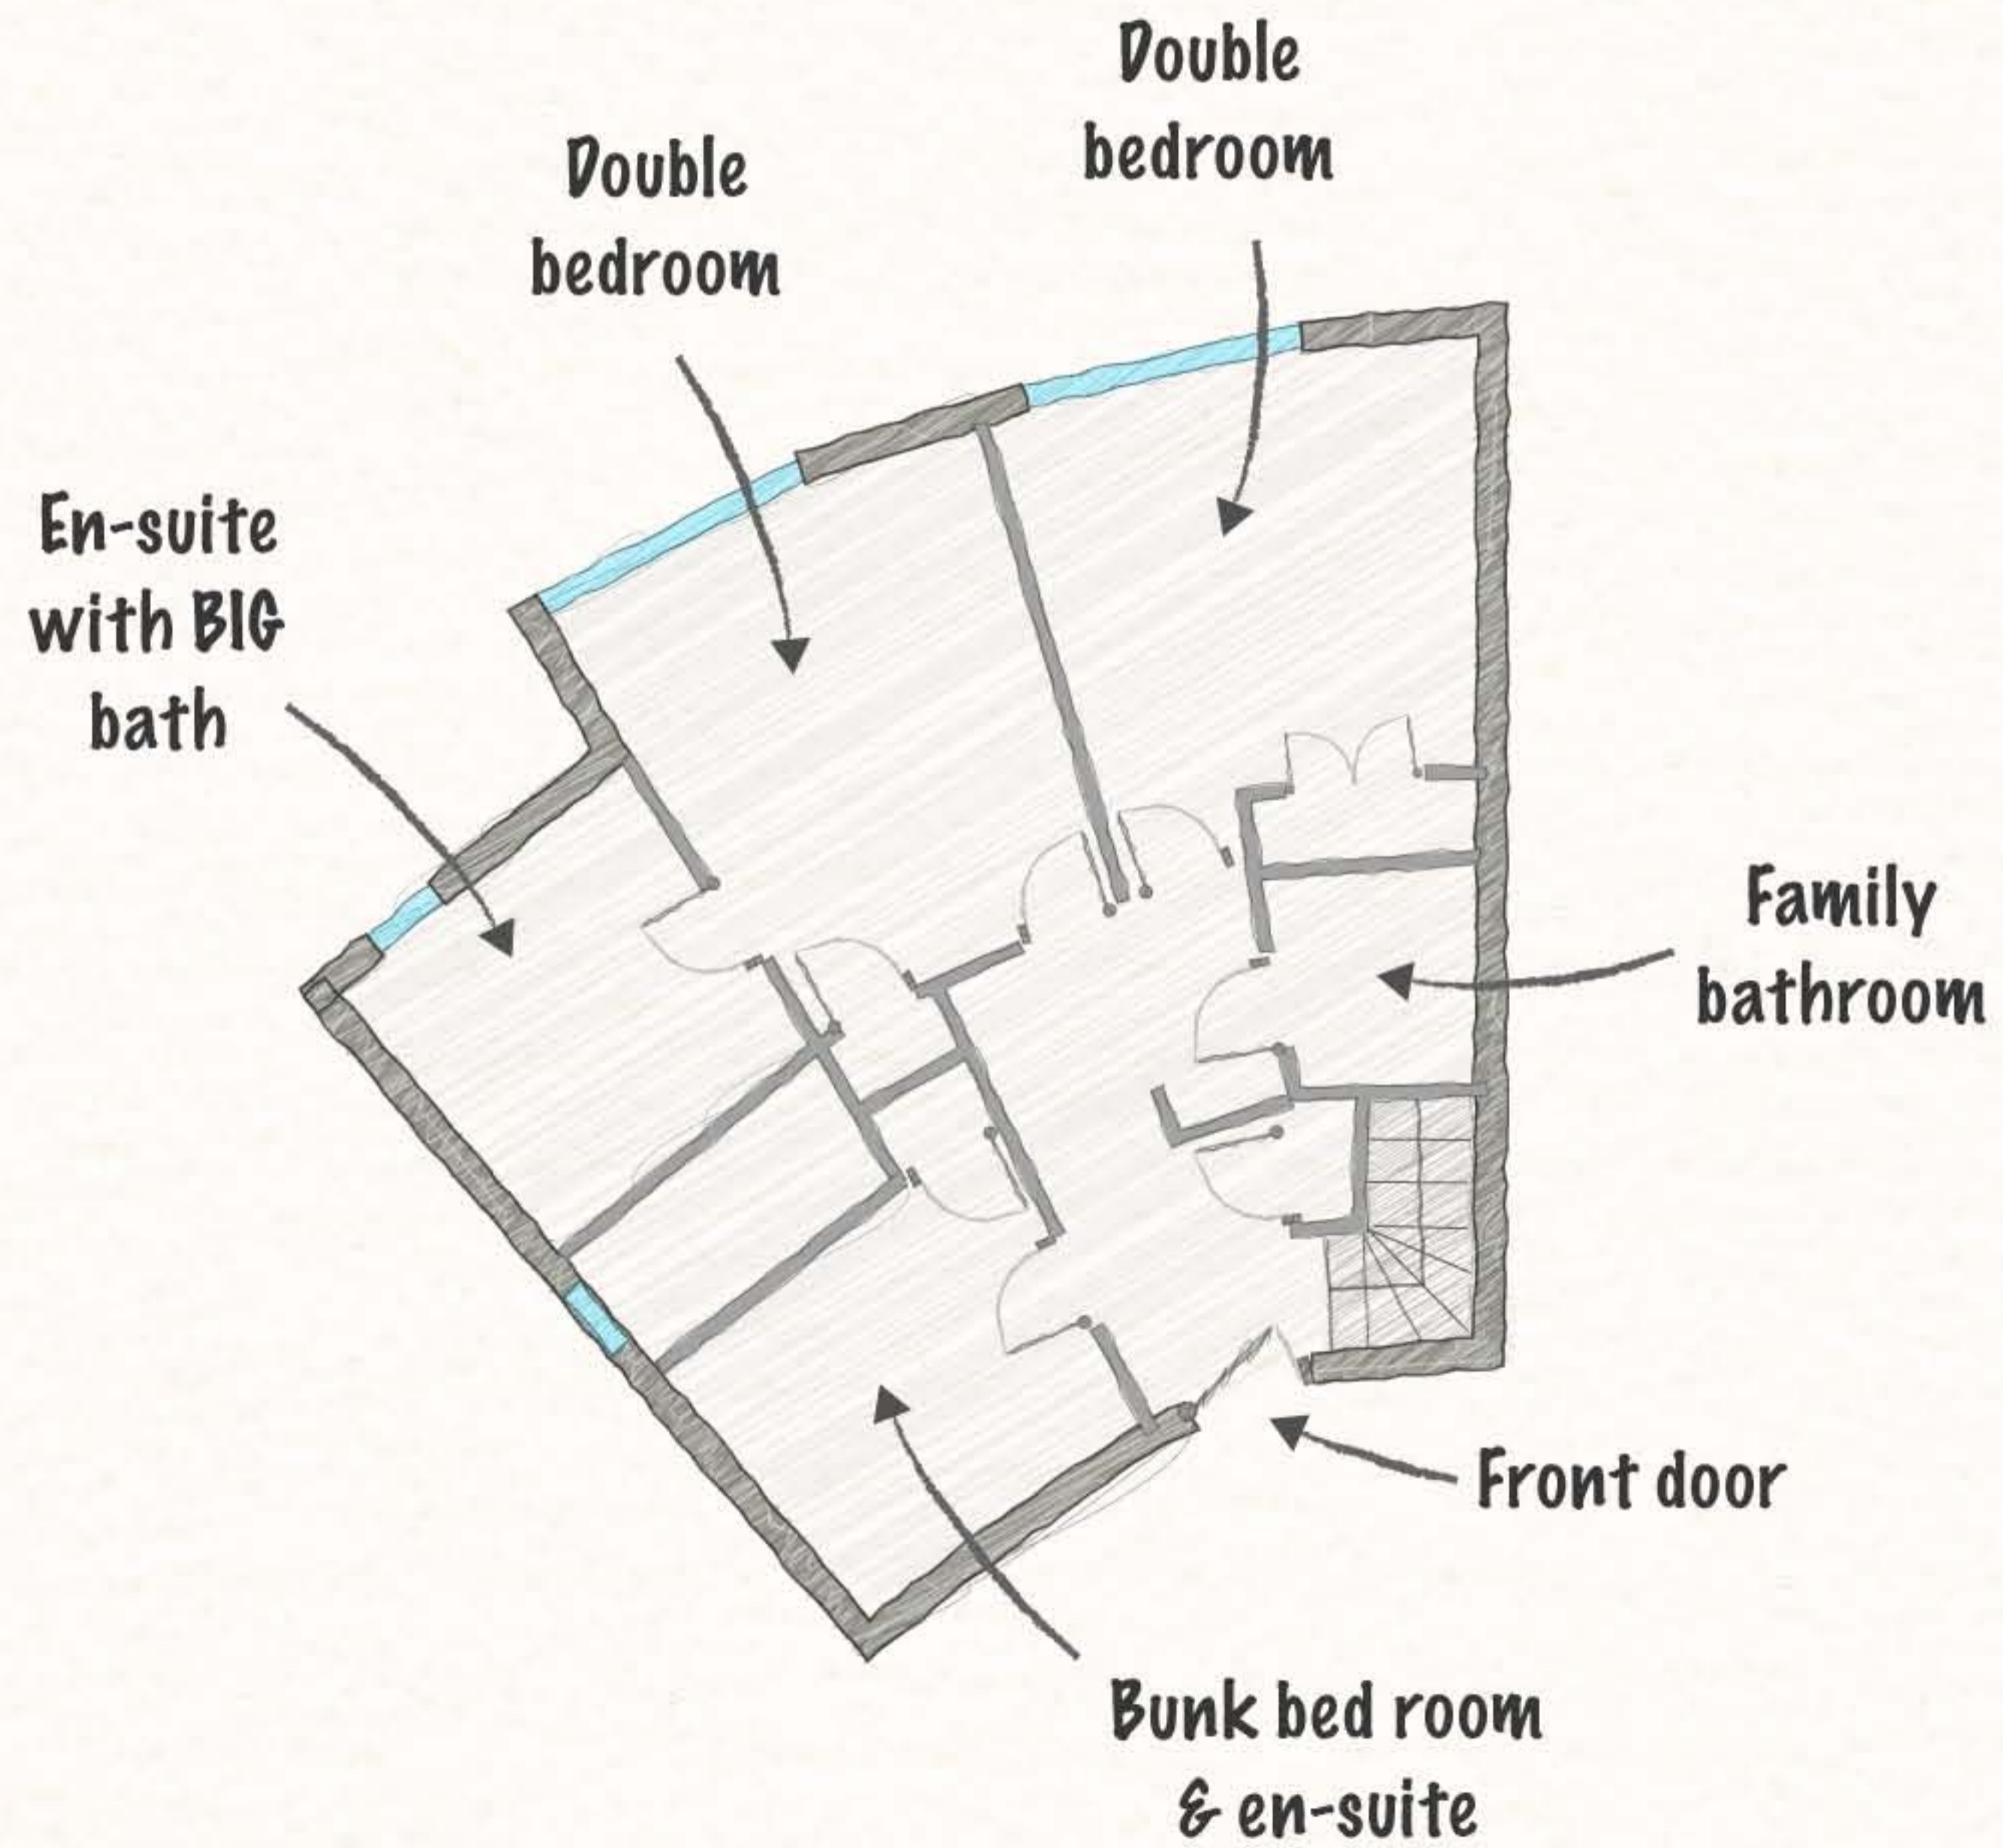 Double
bedroom
Double
bedroom
En-suite
with BIG
bath
Family
bathroom
Front door
Bunk bed room
& en-suite